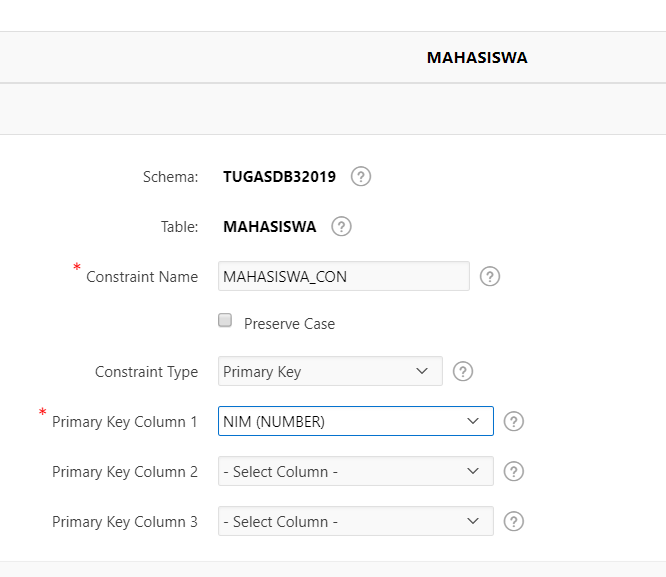 MAHASISWA
Schema: TUGASDB32019 ?
Table: MAHASISWA ?
* Constraint Name MAHASISWA_CON ?
Preserve Case
Constraint Type Primary Key ?
* Primary Key Column 1 NIM (NUMBER) ?
Primary Key Column 2 - Select Column - ?
Primary Key Column 3 - Select Column - ?